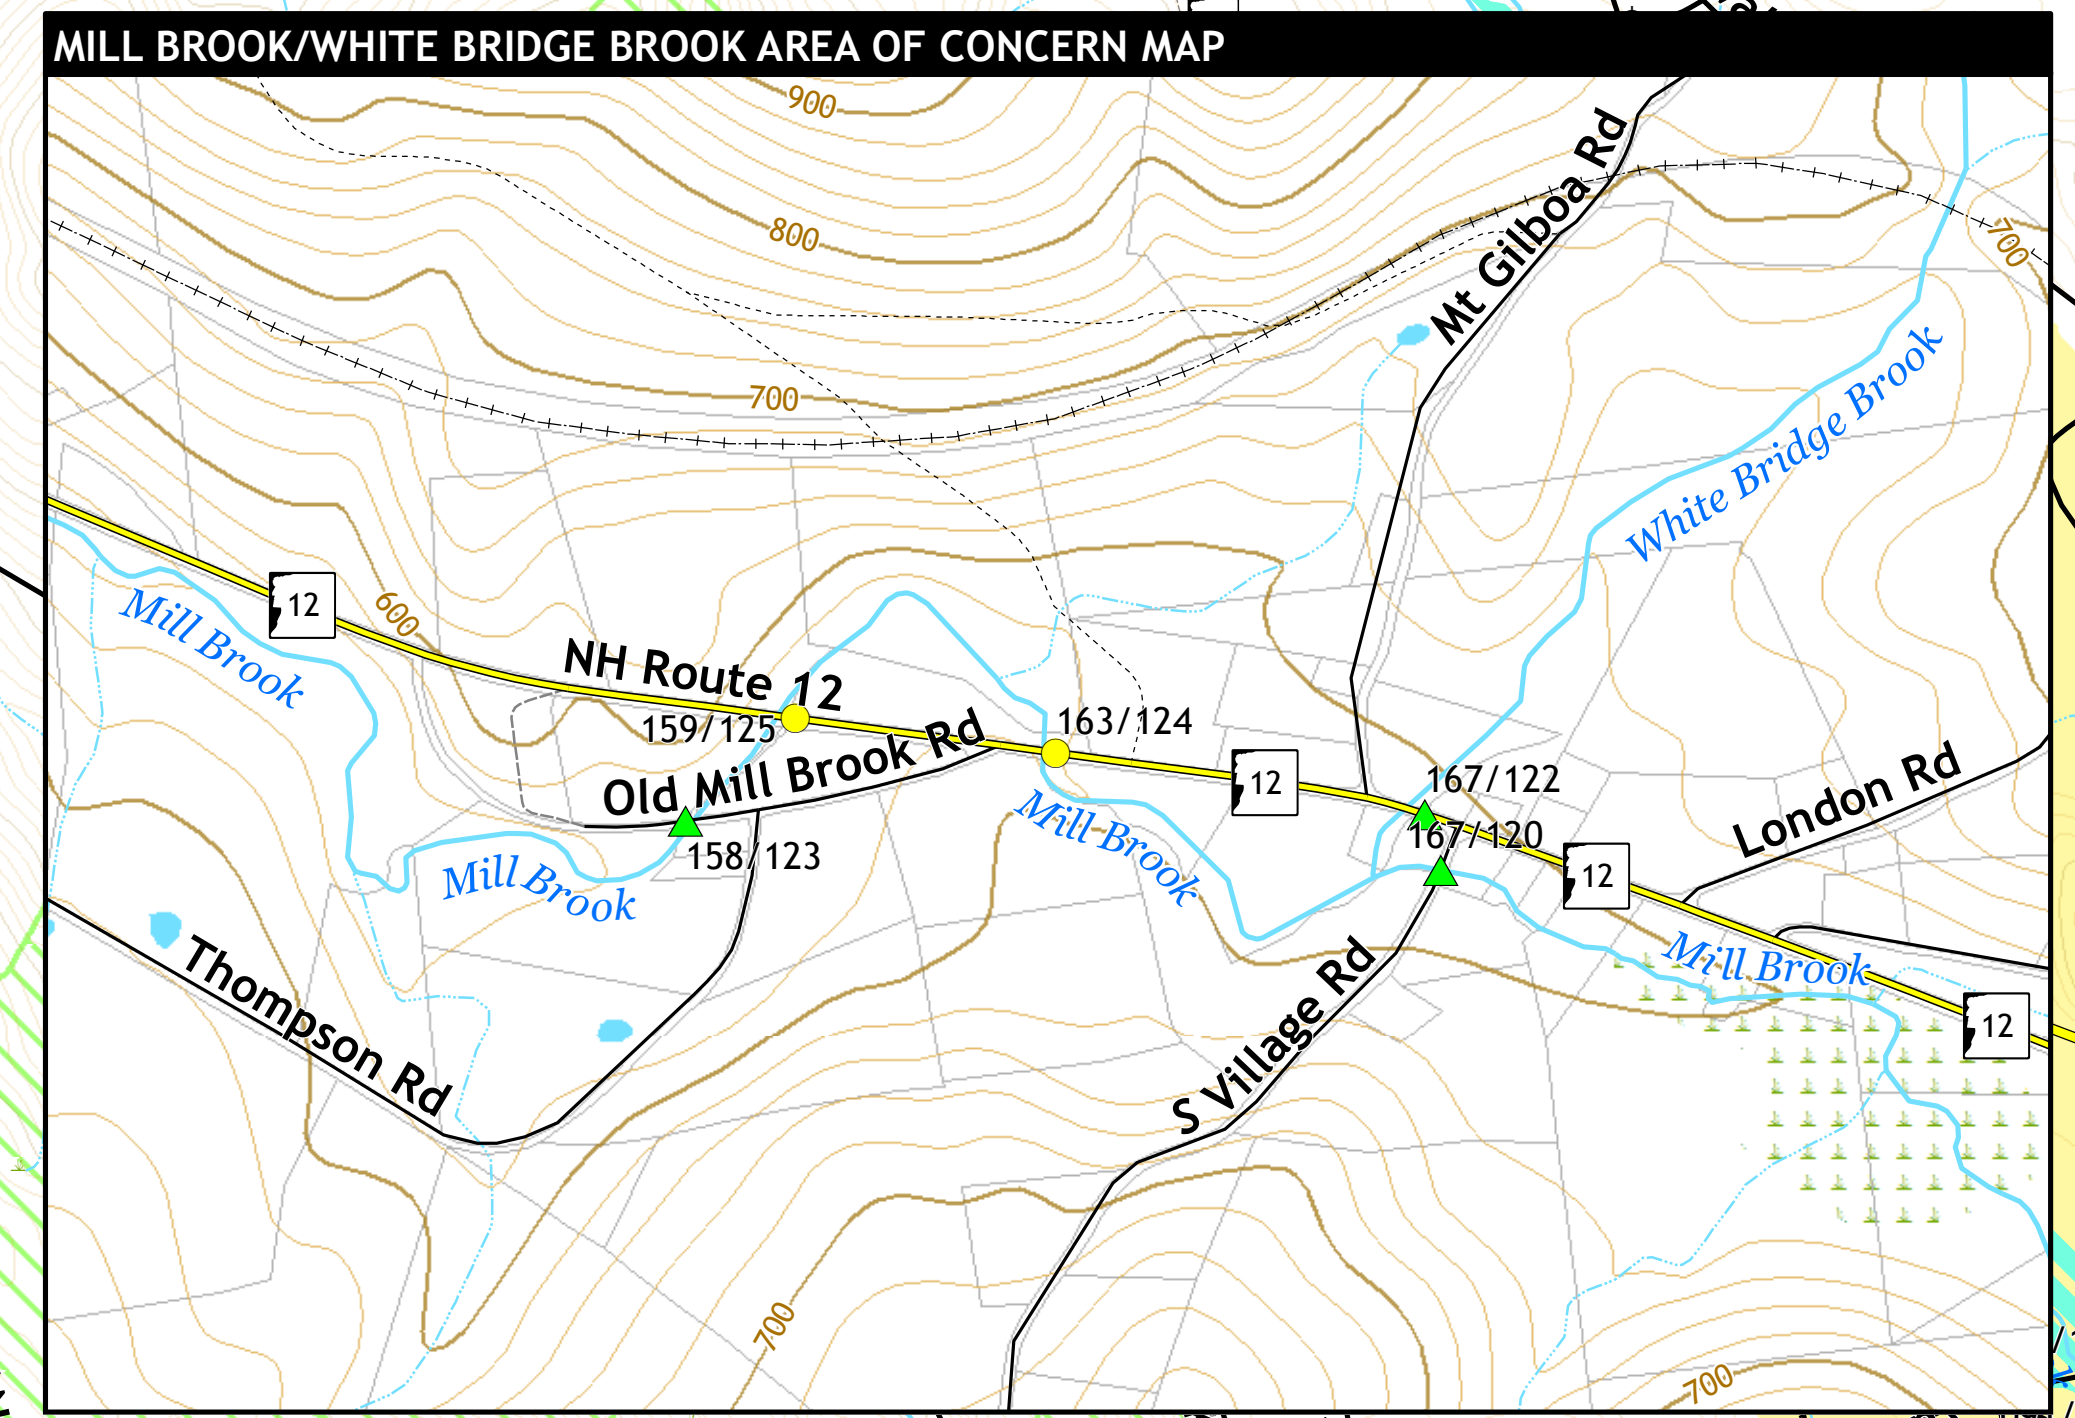 MILL BROOK/WHITE BRIDGE BROOK AREA OF CONCERN MAP
900
800
700
Mt Gilboa Rd
700
White Bridge Brook
12
600
Mill Brook
NH Route 12
159/125
163/124
Old Mill Brook Rd
158/123
Mill Brook
Mill Brook
12
167/122
167/120
12
London Rd
Mill Brook
12
Thompson Rd
S Village Rd
700
700